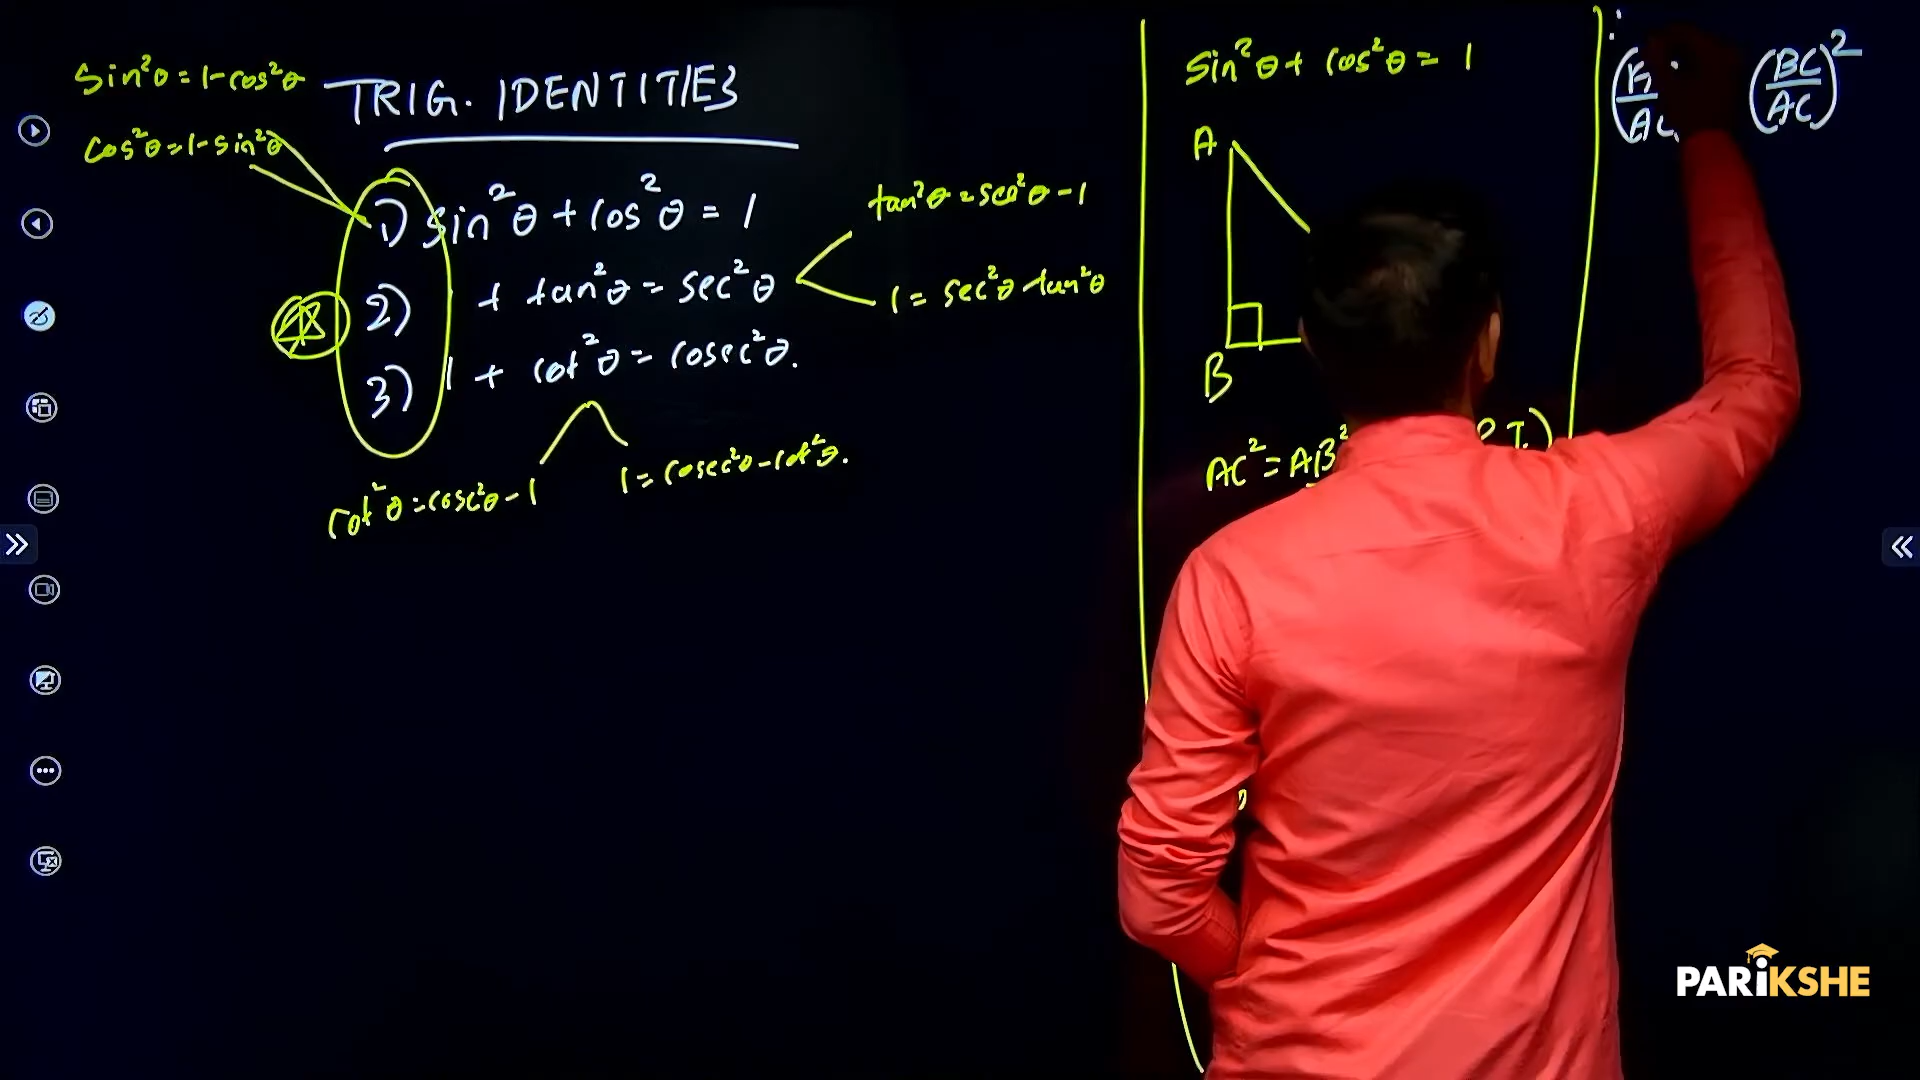 sin²θ = 1 - cos²θ
cos²θ = 1 - sin²θ
TRIG. IDENTITIES
1) sin²θ + cos²θ = 1
2) + tan²θ = sec²θ
3) 1 + cot²θ = cosec²θ.
tan²θ = sec²θ - 1
1 = sec²θ - tan²θ
cot²θ = cosec²θ - 1
1 = cosec²θ - cot²θ.
sin²θ + cos²θ = 1
A
B
AC² = AB²
P T.)
AC
(BC/AC)²
PARiKSHE